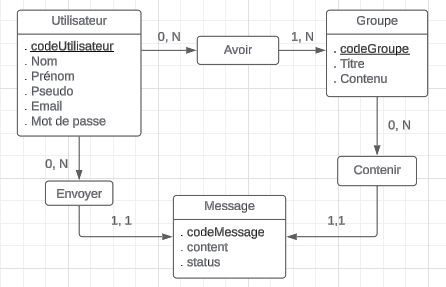 Utilisateur
. codeUtilisateur
. Nom
. Prénom
. Pseudo
. Email
. Mot de passe
0, N
Avoir
1, N
Groupe
. codeGroupe
. Titre
. Contenu
0, N
Envoyer
1, 1
0, N
Contenir
1,1
Message
. codeMessage
. content
. status